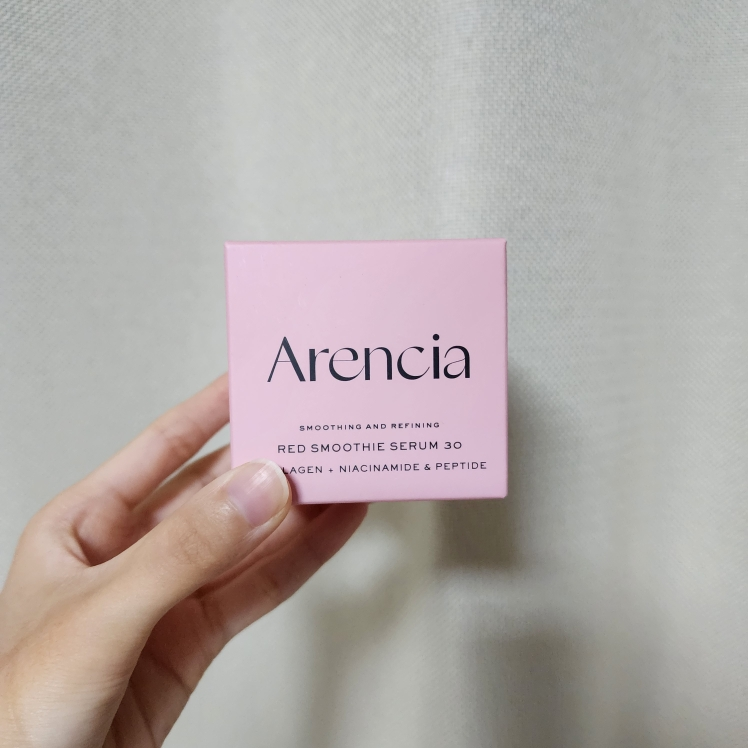 Arencia
SMOOTHING AND REFINING
RED SMOOTHIE SERUM 30
LAGEN + NIACINAMIDE & PEPTIDE